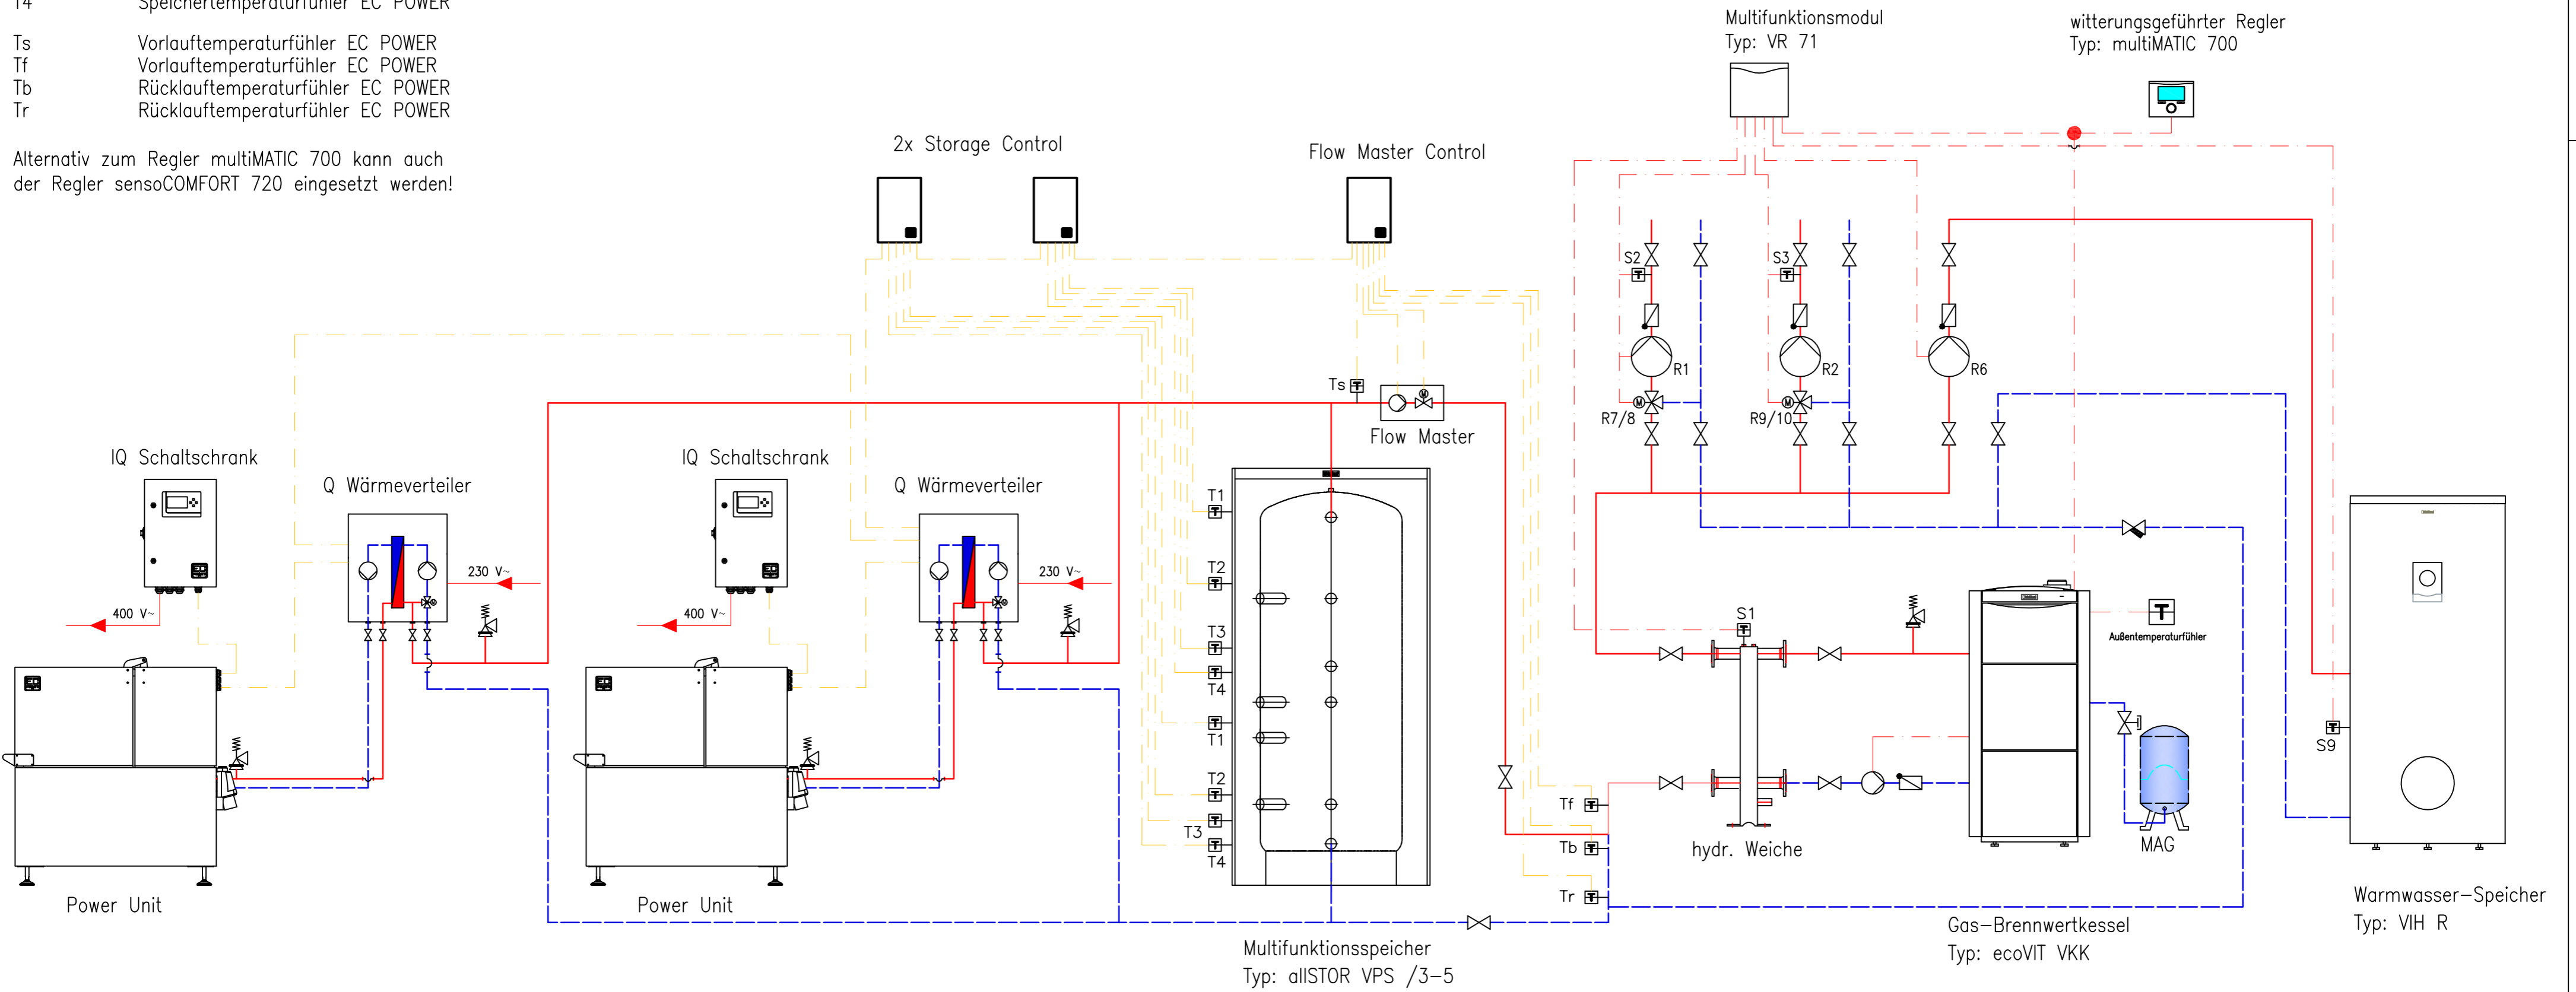 T4 Speichertemperaturfühler EC POWER
Ts Vorlauftemperaturfühler EC POWER
Tf Vorlauftemperaturfühler EC POWER
Tb Rücklauftemperaturfühler EC POWER
Tr Rücklauftemperaturfühler EC POWER
Alternativ zum Regler multiMATIC 700 kann auch
der Regler sensoCOMFORT 720 eingesetzt werden!
Multifunktionsmodul
Typ: VR 71
witterungsgeführter Regler
Typ: multiMATIC 700
2x Storage Control
Flow Master Control
S2
S3
R1
R2
R6
M
M
R7/8
R9/10
Ts
M
Flow Master
IQ Schaltschrank
Q Wärmeverteiler
IQ Schaltschrank
Q Wärmeverteiler
230 V~
400 V~
230 V~
400 V~
T1
T2
T3
T4
T1
T2
T3
T4
S1
Außentemperaturfühler
S9
Tf
Tb
Tr
hydr. Weiche
MAG
Power Unit
Power Unit
Multifunktionsspeicher
Typ: allSTOR VPS /3-5
Gas-Brennwertkessel
Typ: ecoVIT VKK
Warmwasser-Speicher
Typ: VIH R